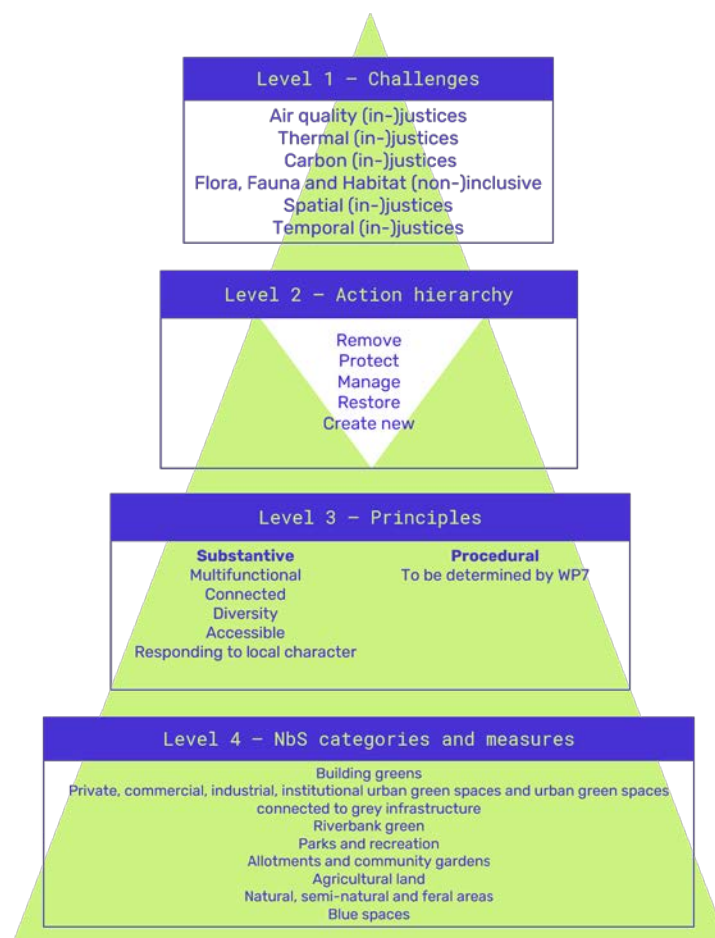 Level 1 – Challenges
Air quality (in-)justices
Thermal (in-)justices
Carbon (in-)justices
Flora, Fauna and Habitat (non-)inclusive
Spatial (in-)justices
Temporal (in-)justices
Level 2 – Action hierarchy
Remove
Protect
Manage
Restore
Create new
Level 3 – Principles
Substantive
Multifunctional
Connected
Diversity
Accessible
Responding to local character
Procedural
To be determined by WP7
Level 4 – NbS categories and measures
Building greens
Private, commercial, industrial, institutional urban green spaces and urban green spaces
connected to grey infrastructure
Riverbank green
Parks and recreation
Allotments and community gardens
Agricultural land
Natural, semi-natural and feral areas
Blue spaces